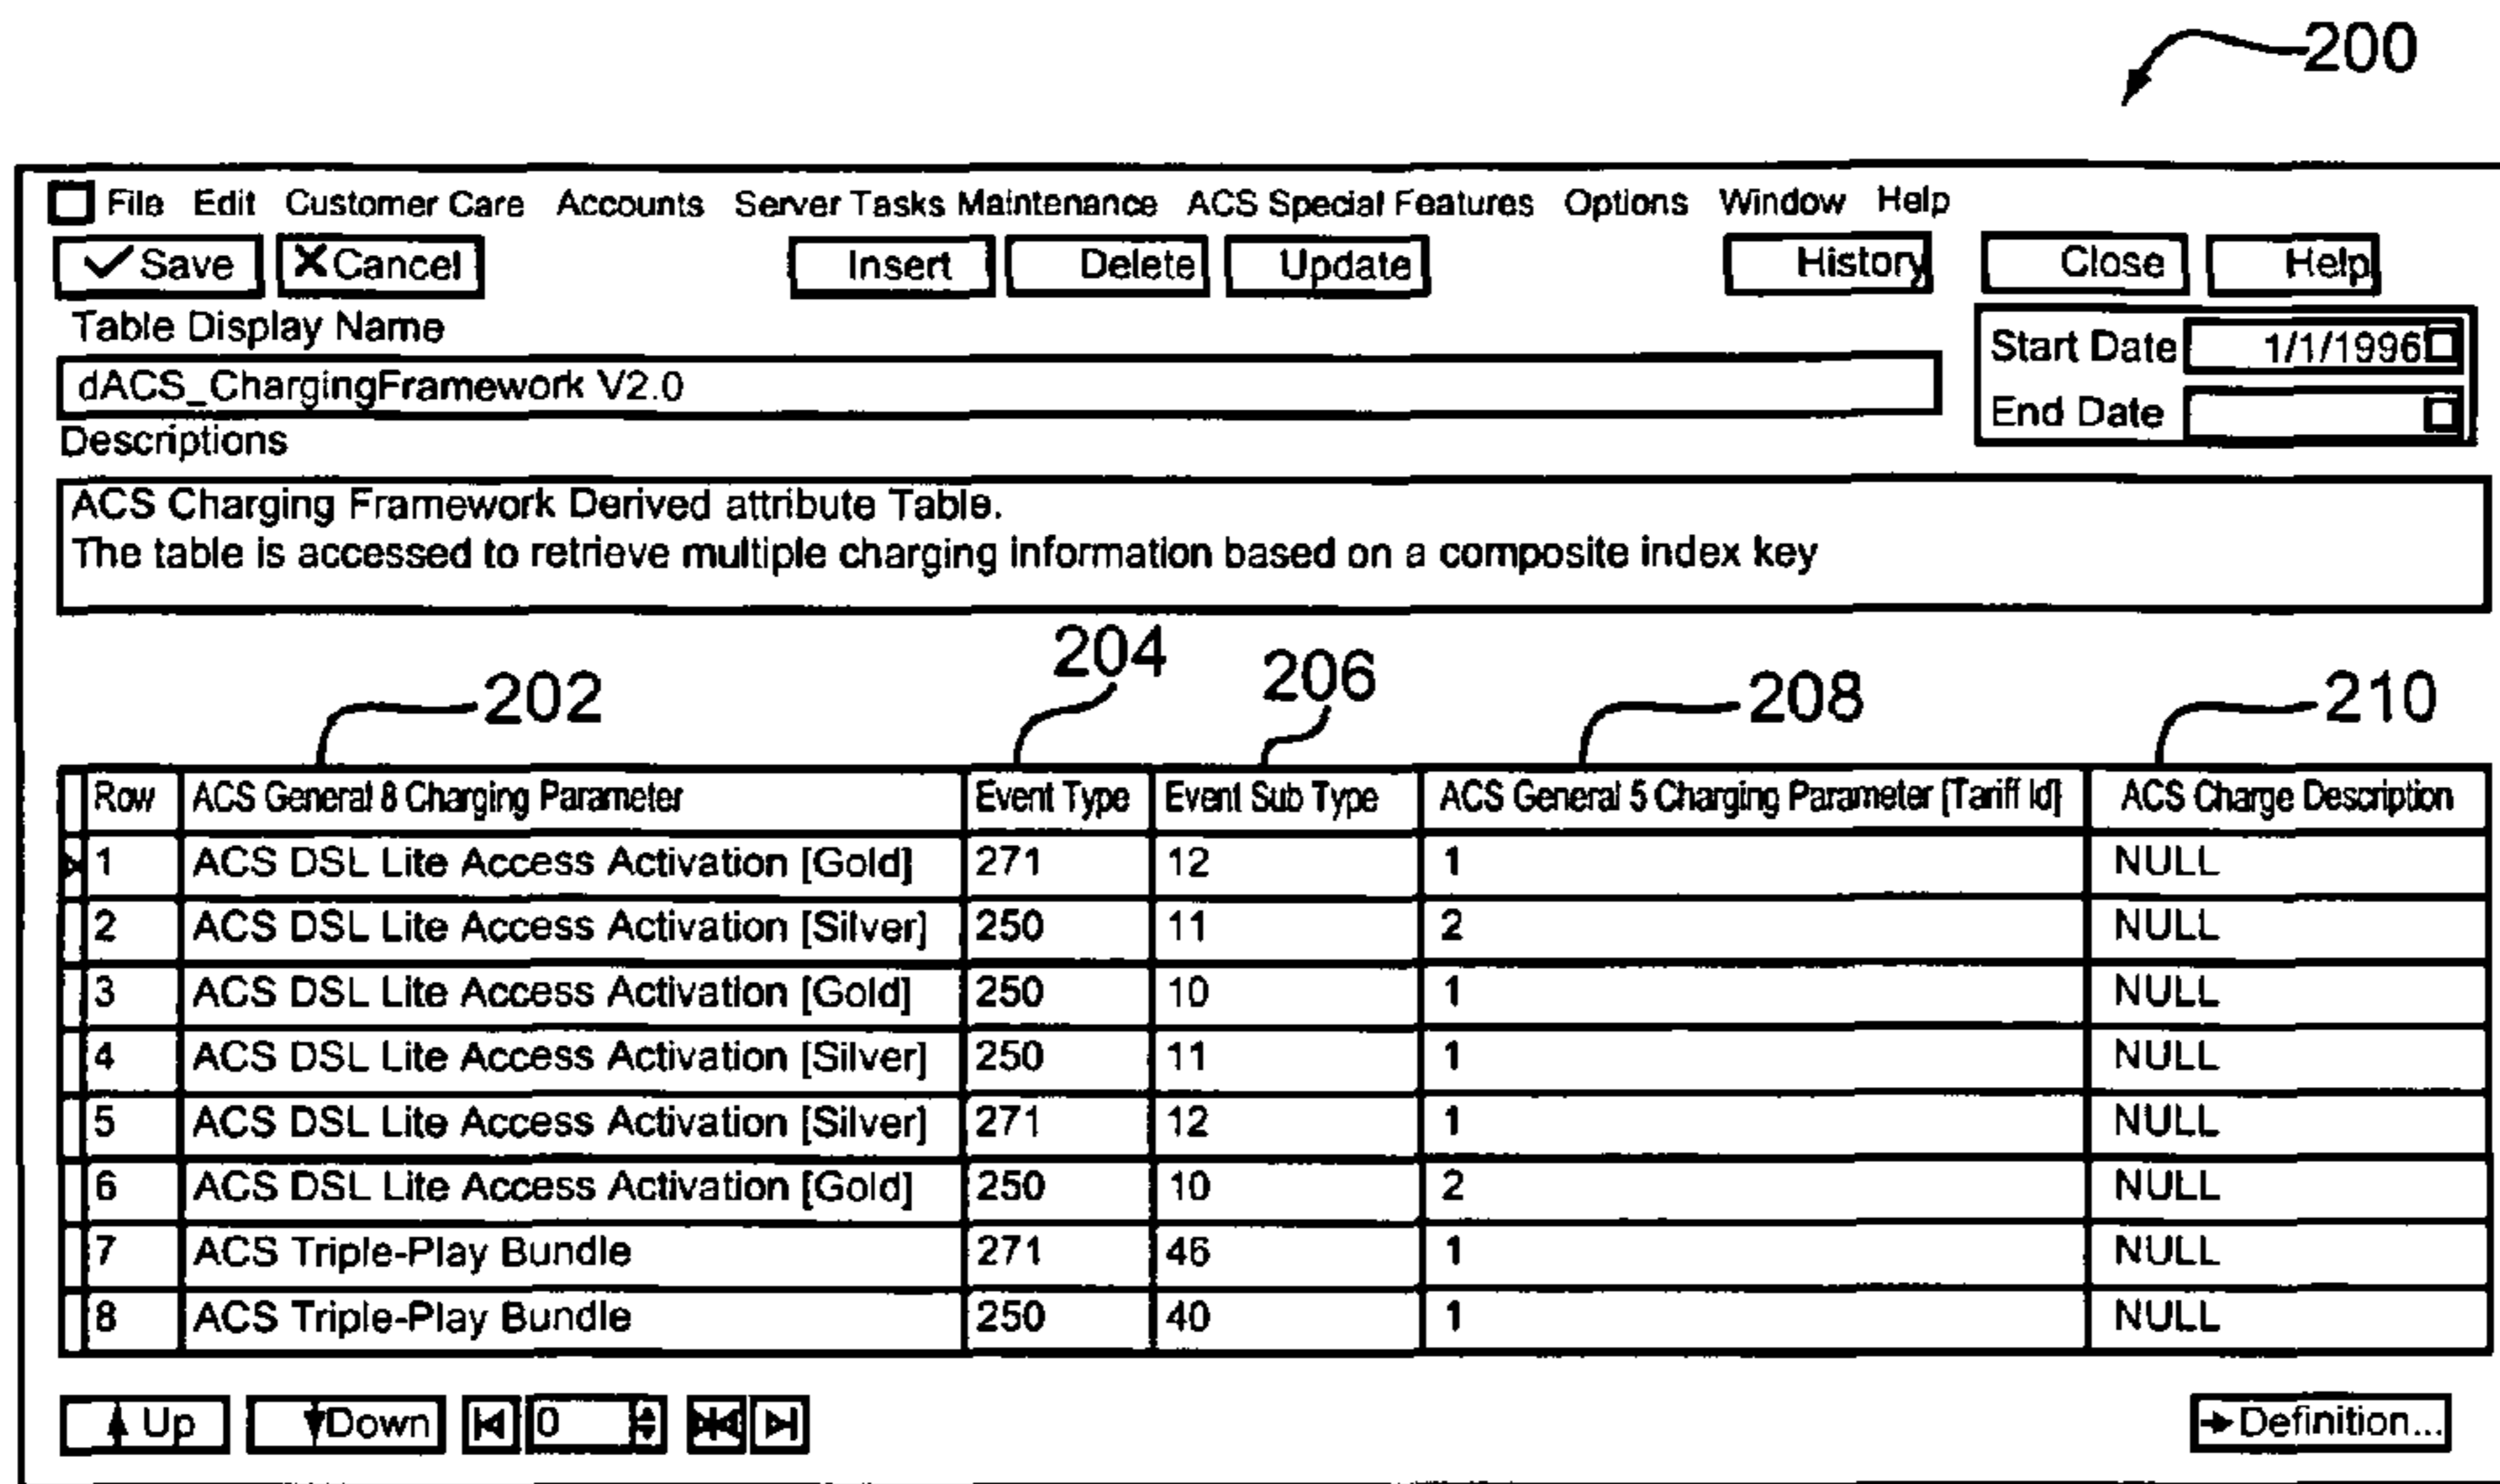 200
File Edit Customer Care Accounts Server Tasks Maintenance ACS Special Features Options Window Help
Save Cancel Insert Delete Update History Close Help
Table Display Name
Start Date 1/1/1996
dACS_ChargingFramework V2.0
End Date
Descriptions
ACS Charging Framework Derived attribute Table.
The table is accessed to retrieve multiple charging information based on a composite index key
202 204 206 208 210
Row ACS General 8 Charging Parameter Event Type Event Sub Type ACS General 5 Charging Parameter [Tariff Id] ACS Charge Description
1 ACS DSL Lite Access Activation [Gold] 271 12 1 NULL
2 ACS DSL Lite Access Activation [Silver] 250 11 2 NULL
3 ACS DSL Lite Access Activation [Gold] 250 10 1 NULL
4 ACS DSL Lite Access Activation [Silver] 250 11 1 NULL
5 ACS DSL Lite Access Activation [Silver] 271 12 1 NULL
6 ACS DSL Lite Access Activation [Gold] 250 10 2 NULL
7 ACS Triple-Play Bundle 271 46 1 NULL
8 ACS Triple-Play Bundle 250 40 1 NULL
Up Down 0 Definition...